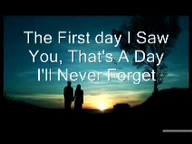 The First day I Saw
You, That's A Day
I'll Never Forget